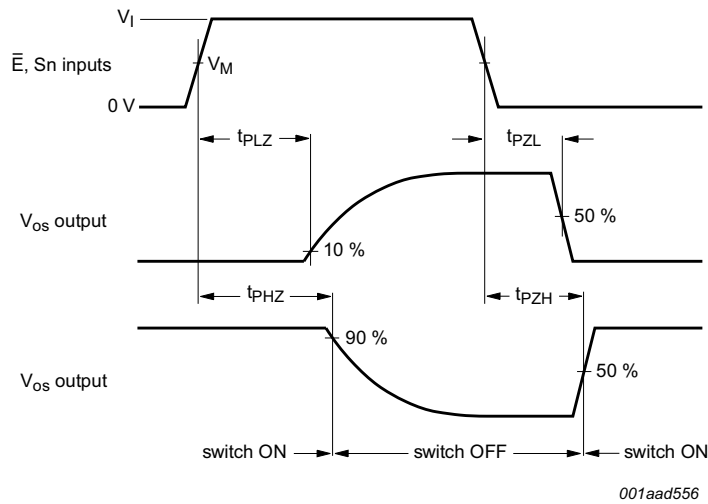 V_I
E̅, Sn inputs
V_M
0 V
t_PLZ
t_PZL
V_os output
50 %
10 %
t_PHZ
t_PZH
90 %
V_os output
50 %
switch ON
switch OFF
switch ON
001aad556